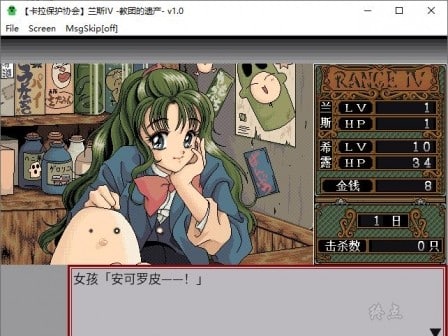 【卡拉保护协会】兰斯IV -教团的遗产- v1.0
File Screen MsgSkip[off]
RANCE IV
兰斯 LV 1
HP 1
希露 LV 10
HP 34
金钱 8
1 日
击杀数 0 只
女孩「安可罗皮——！」